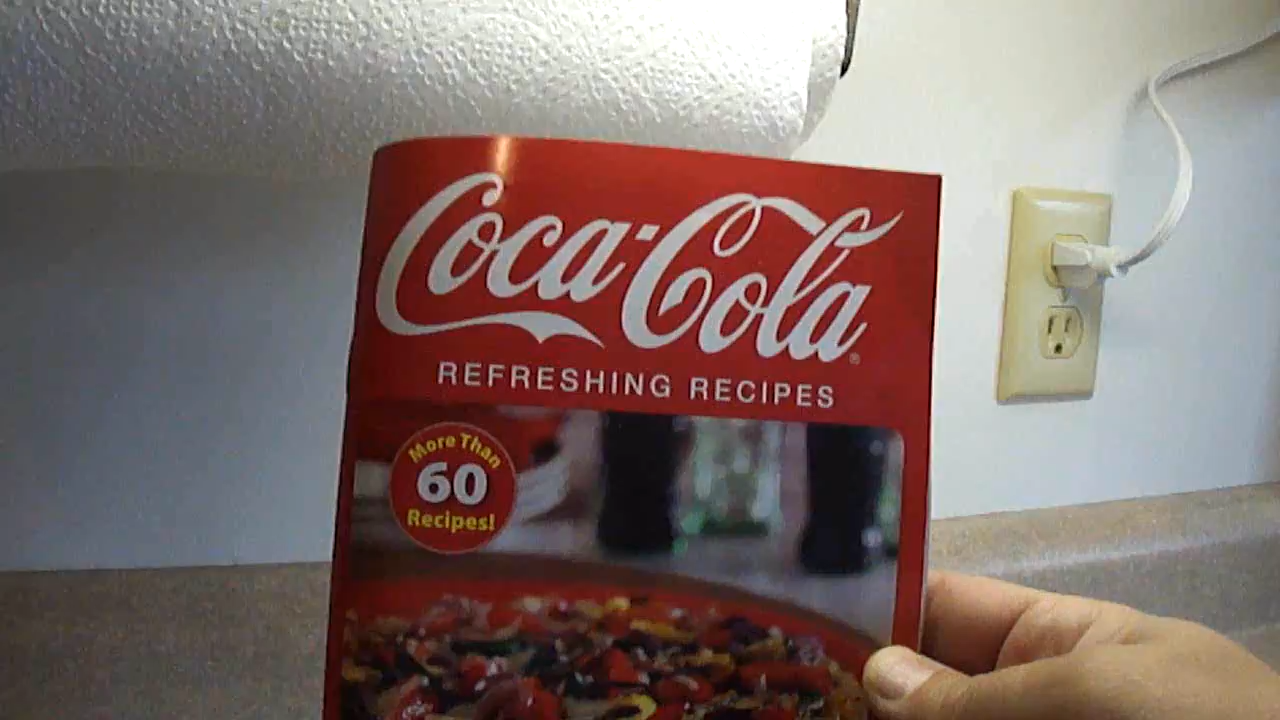 Coca-Cola®
REFRESHING RECIPES
More Than
60
Recipes!